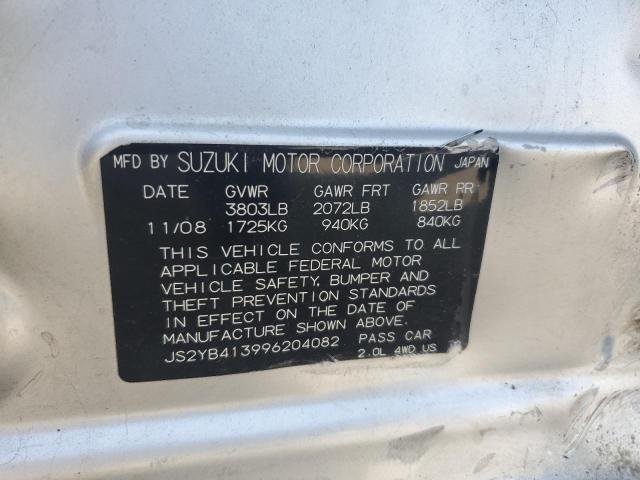 MFD BY SUZUKI MOTOR CORPORATION JAPAN
DATE GVWR GAWR FRT GAWR RR
3803LB 2072LB 1852LB
11/08 1725KG 940KG 840KG
THIS VEHICLE CONFORMS TO ALL
APPLICABLE FEDERAL MOTOR
VEHICLE SAFETY, BUMPER AND
THEFT PREVENTION STANDARDS
IN EFFECT ON THE DATE OF
MANUFACTURE SHOWN ABOVE.
JS2YB413996204082 PASS CAR
2.0L 4WD US